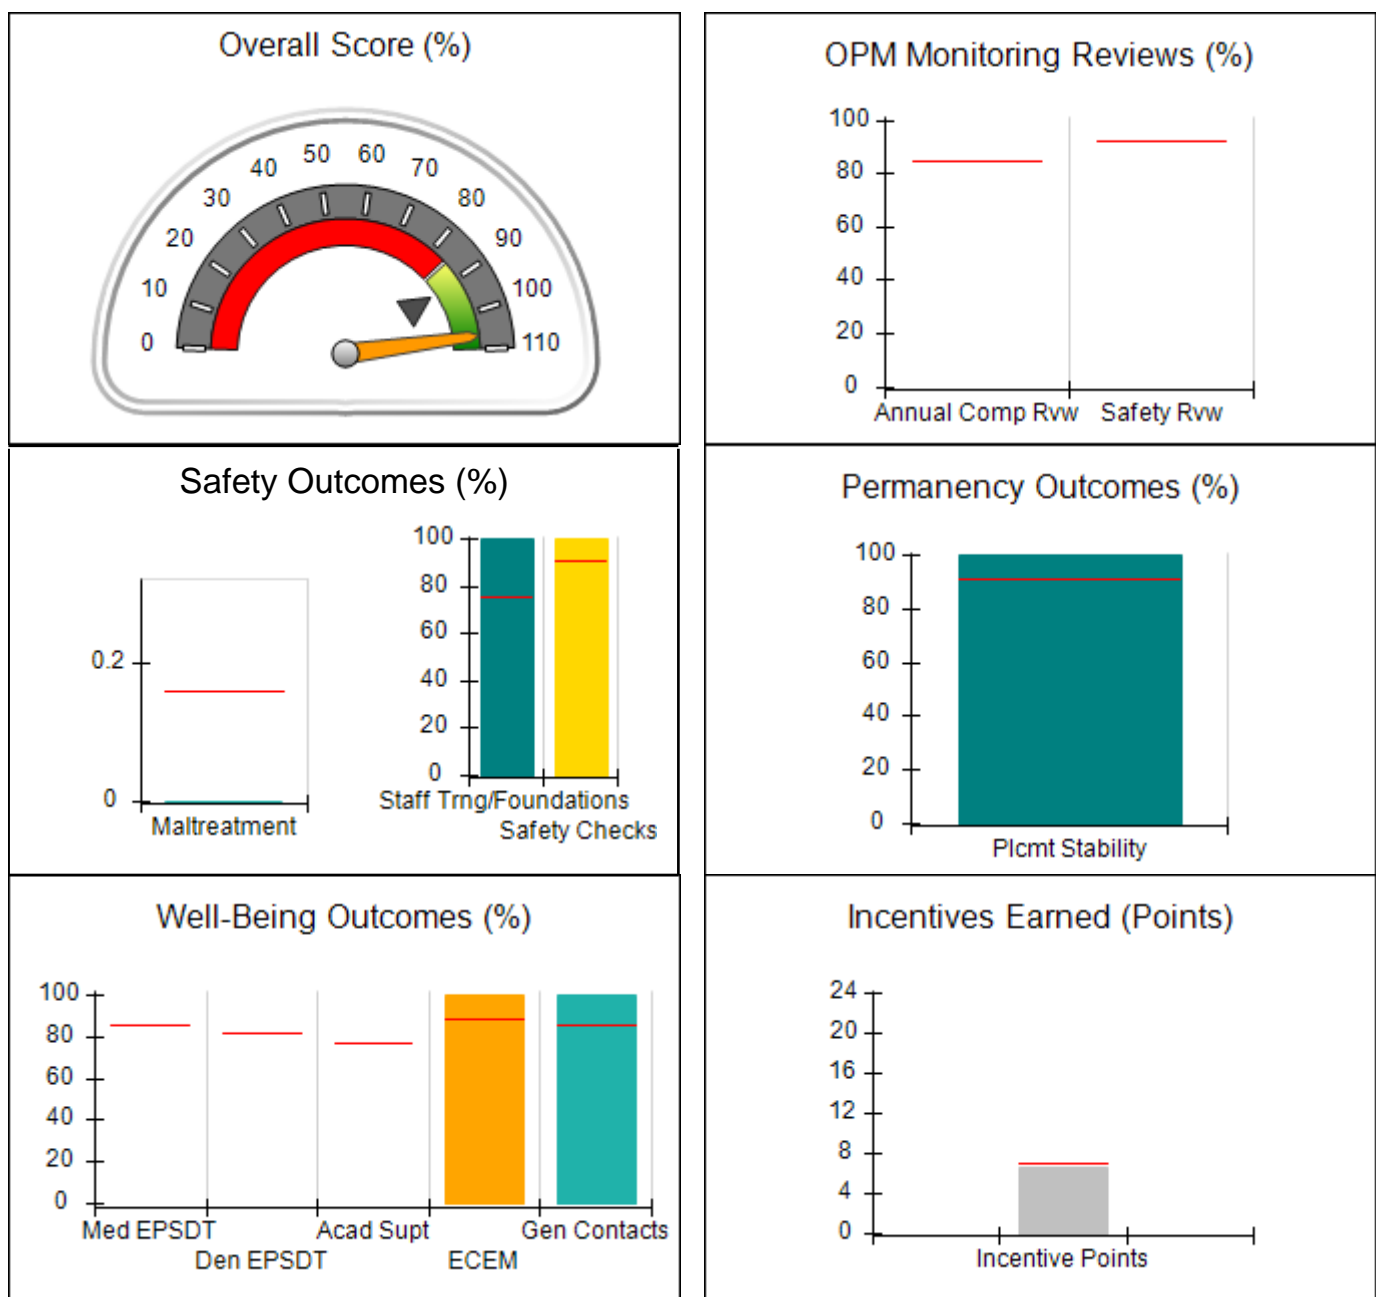 Overall Score (%)
0
10
20
30
40
50
60
70
80
90
100
110
OPM Monitoring Reviews (%)
100
80
60
40
20
0
Annual Comp Rvw
Safety Rvw
Safety Outcomes (%)
0.2
0
Maltreatment
100
80
60
40
20
0
Staff Trng/Foundations
Safety Checks
Permanency Outcomes (%)
100
80
60
40
20
0
Plcmt Stability
Well-Being Outcomes (%)
100
80
60
40
20
0
Med EPSDT
Acad Supt
Gen Contacts
Den EPSDT
ECEM
Incentives Earned (Points)
24
20
16
12
8
4
0
Incentive Points